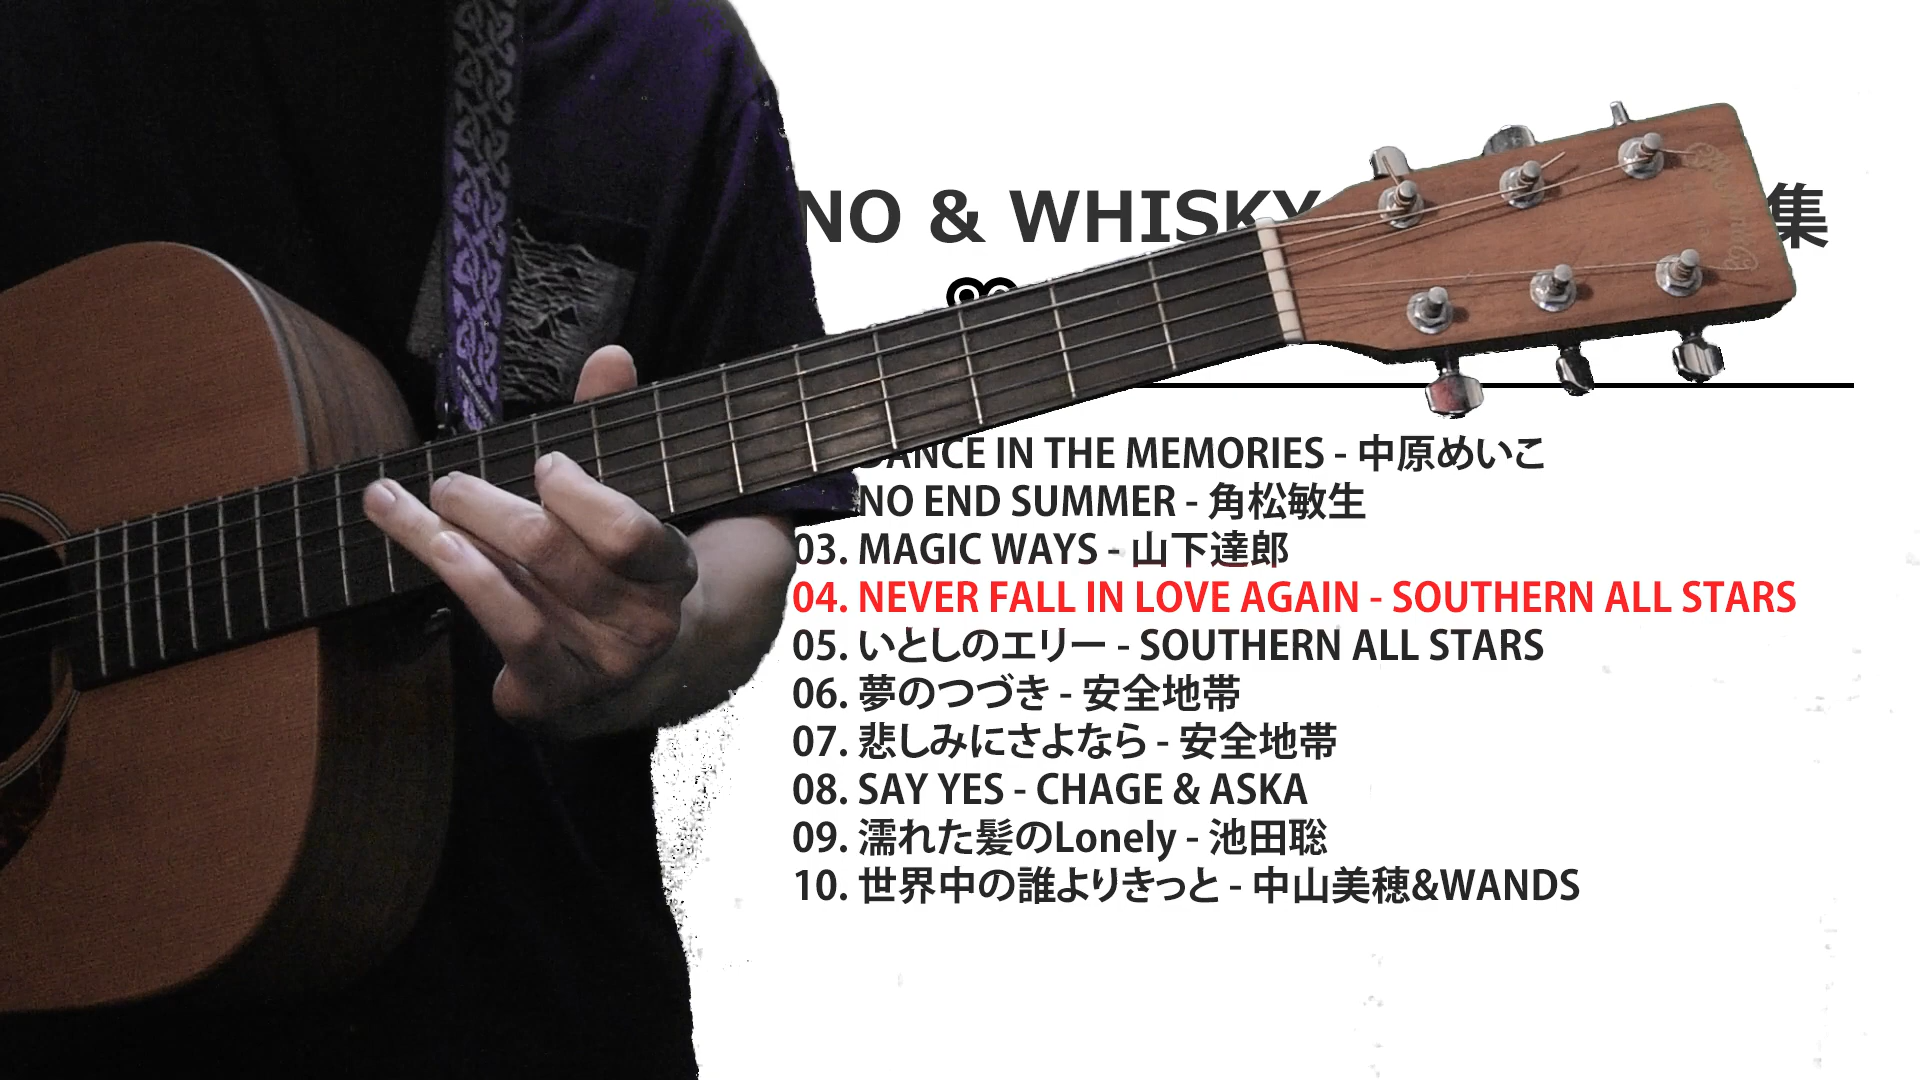 NO & WHISKY 集
DANCE IN THE MEMORIES - 中原めいこ
NO END SUMMER - 角松敏生
03. MAGIC WAYS - 山下達郎
04. NEVER FALL IN LOVE AGAIN - SOUTHERN ALL STARS
05. いとしのエリー - SOUTHERN ALL STARS
06. 夢のつづき - 安全地帯
07. 悲しみにさよなら - 安全地帯
08. SAY YES - CHAGE & ASKA
09. 濡れた髪のLonely - 池田聡
10. 世界中の誰よりきっと - 中山美穂&WANDS